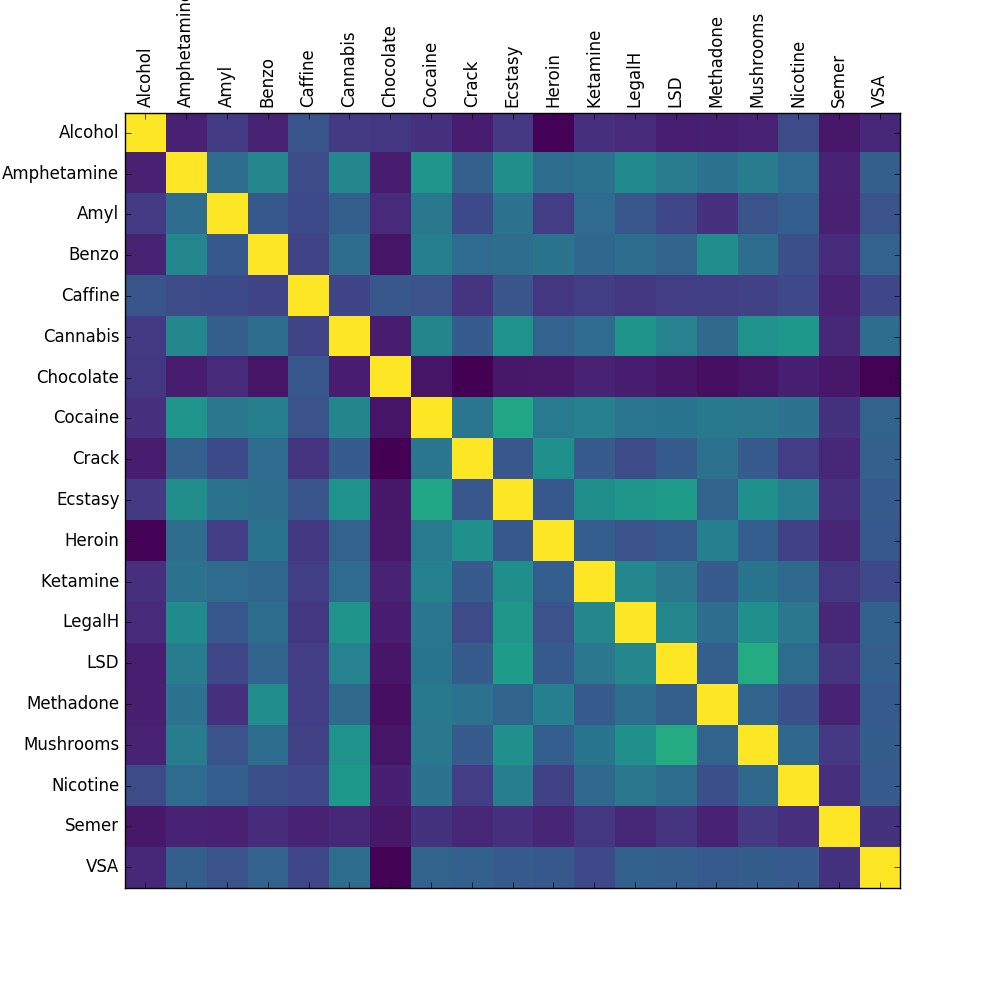 Alcohol
Amphetamine
Amyl
Benzo
Caffine
Cannabis
Chocolate
Cocaine
Crack
Ecstasy
Heroin
Ketamine
LegalH
LSD
Methadone
Mushrooms
Nicotine
Semer
VSA
Alcohol
Amphetamine
Amyl
Benzo
Caffine
Cannabis
Chocolate
Cocaine
Crack
Ecstasy
Heroin
Ketamine
LegalH
LSD
Methadone
Mushrooms
Nicotine
Semer
VSA